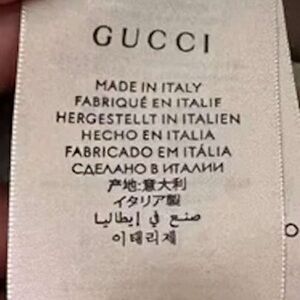 GUCCI
MADE IN ITALY
FABRIQUÉ EN ITALIE
HERGESTELLT IN ITALIEN
HECHO EN ITALIA
FABRICADO EM ITÁLIA
СДЕЛАНО В ИТАЛИИ
产地:意大利
イタリア製
صنع في إيطاليا
이태리제